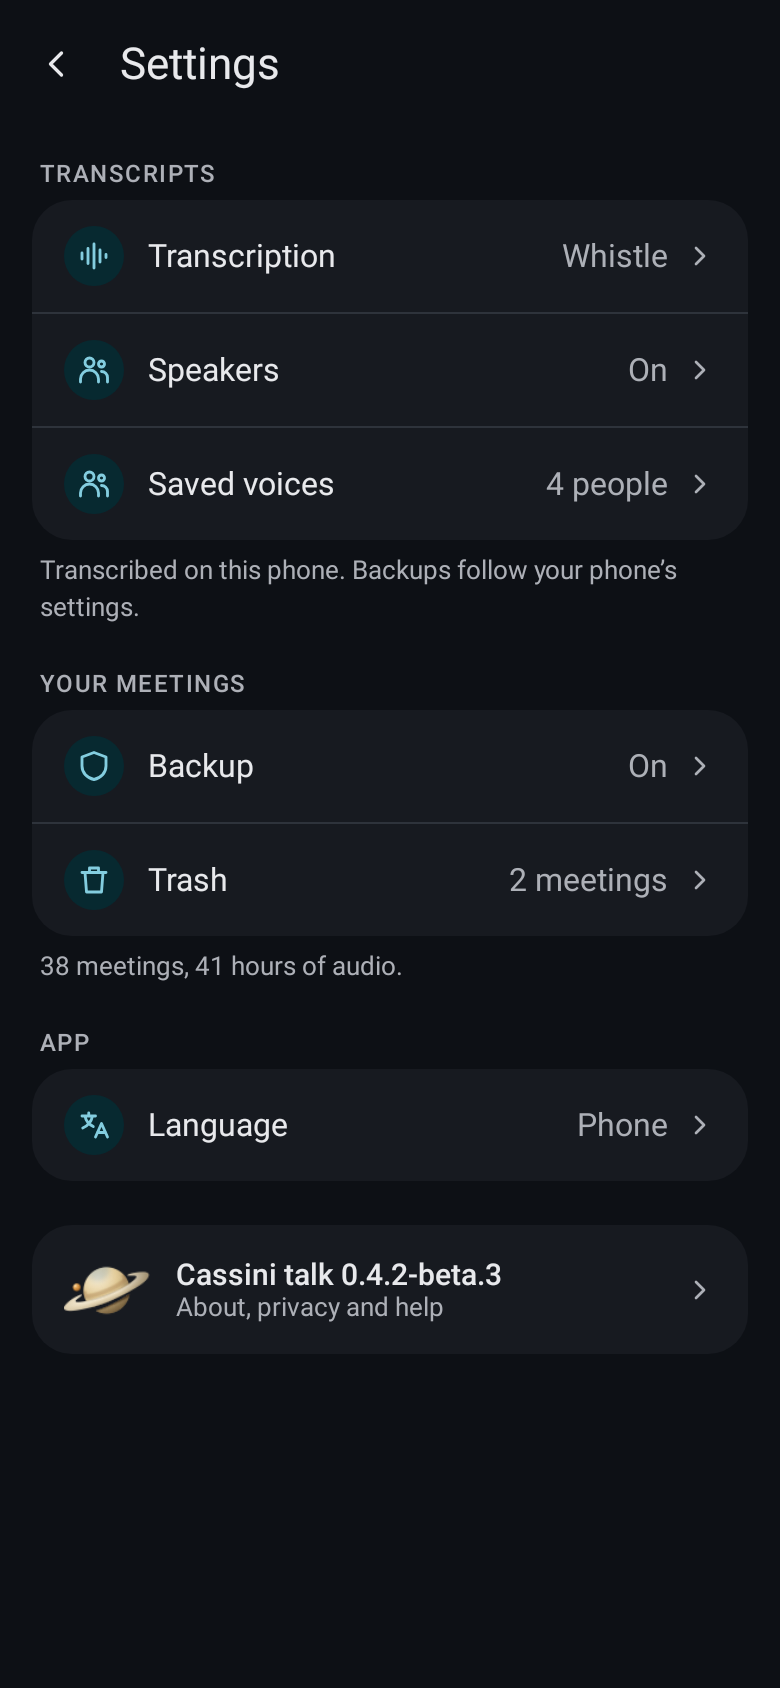 Settings
TRANSCRIPTS
Transcription Whistle
Speakers On
Saved voices 4 people
Transcribed on this phone. Backups follow your phone’s
settings.
YOUR MEETINGS
Backup On
Trash 2 meetings
38 meetings, 41 hours of audio.
APP
Language Phone
Cassini talk 0.4.2-beta.3
About, privacy and help